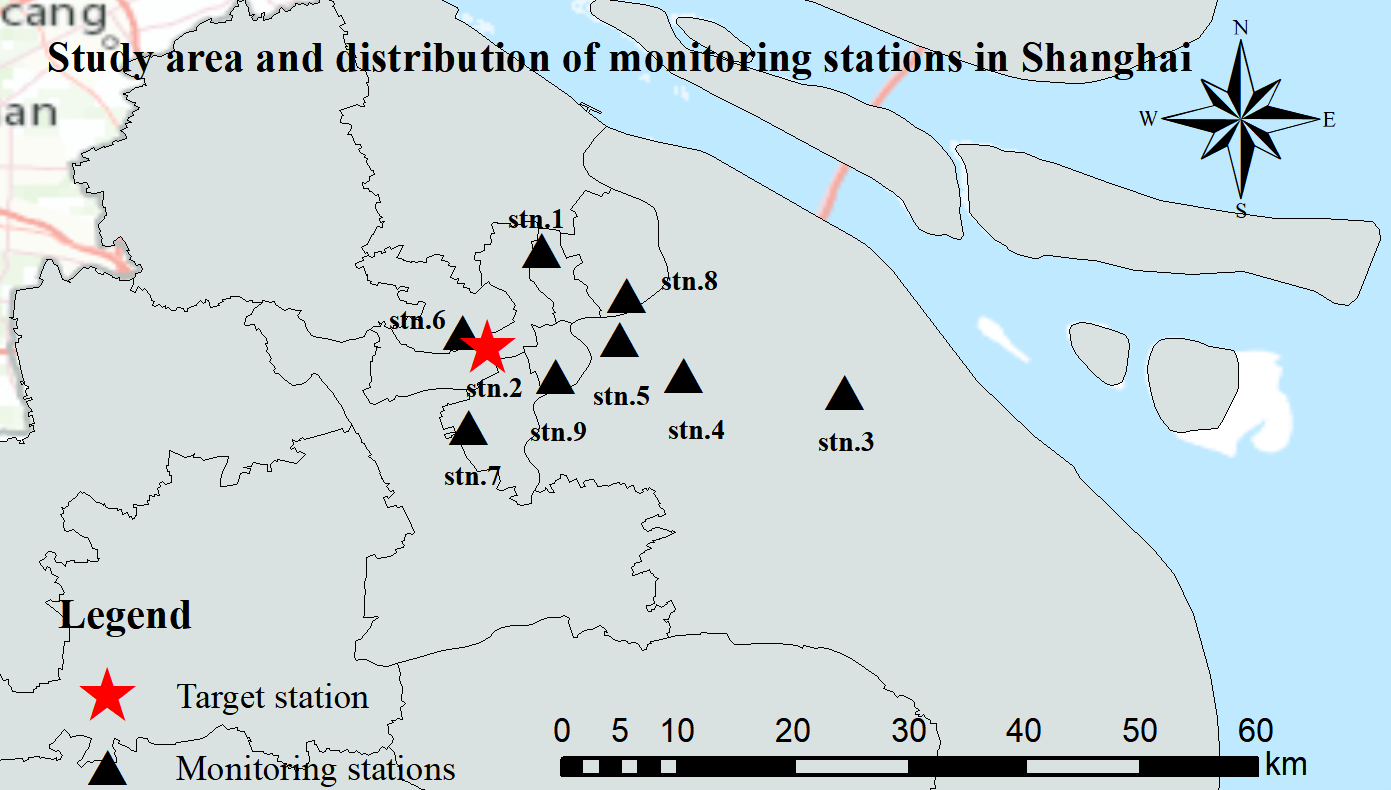 cang
Study area and distribution of monitoring stations in Shanghai
an
N
W
E
S
stn.1
stn.8
stn.6
stn.2
stn.5
stn.9
stn.4
stn.3
stn.7
Legend
Target station
Monitoring stations
0 5 10 20 30 40 50 60
km